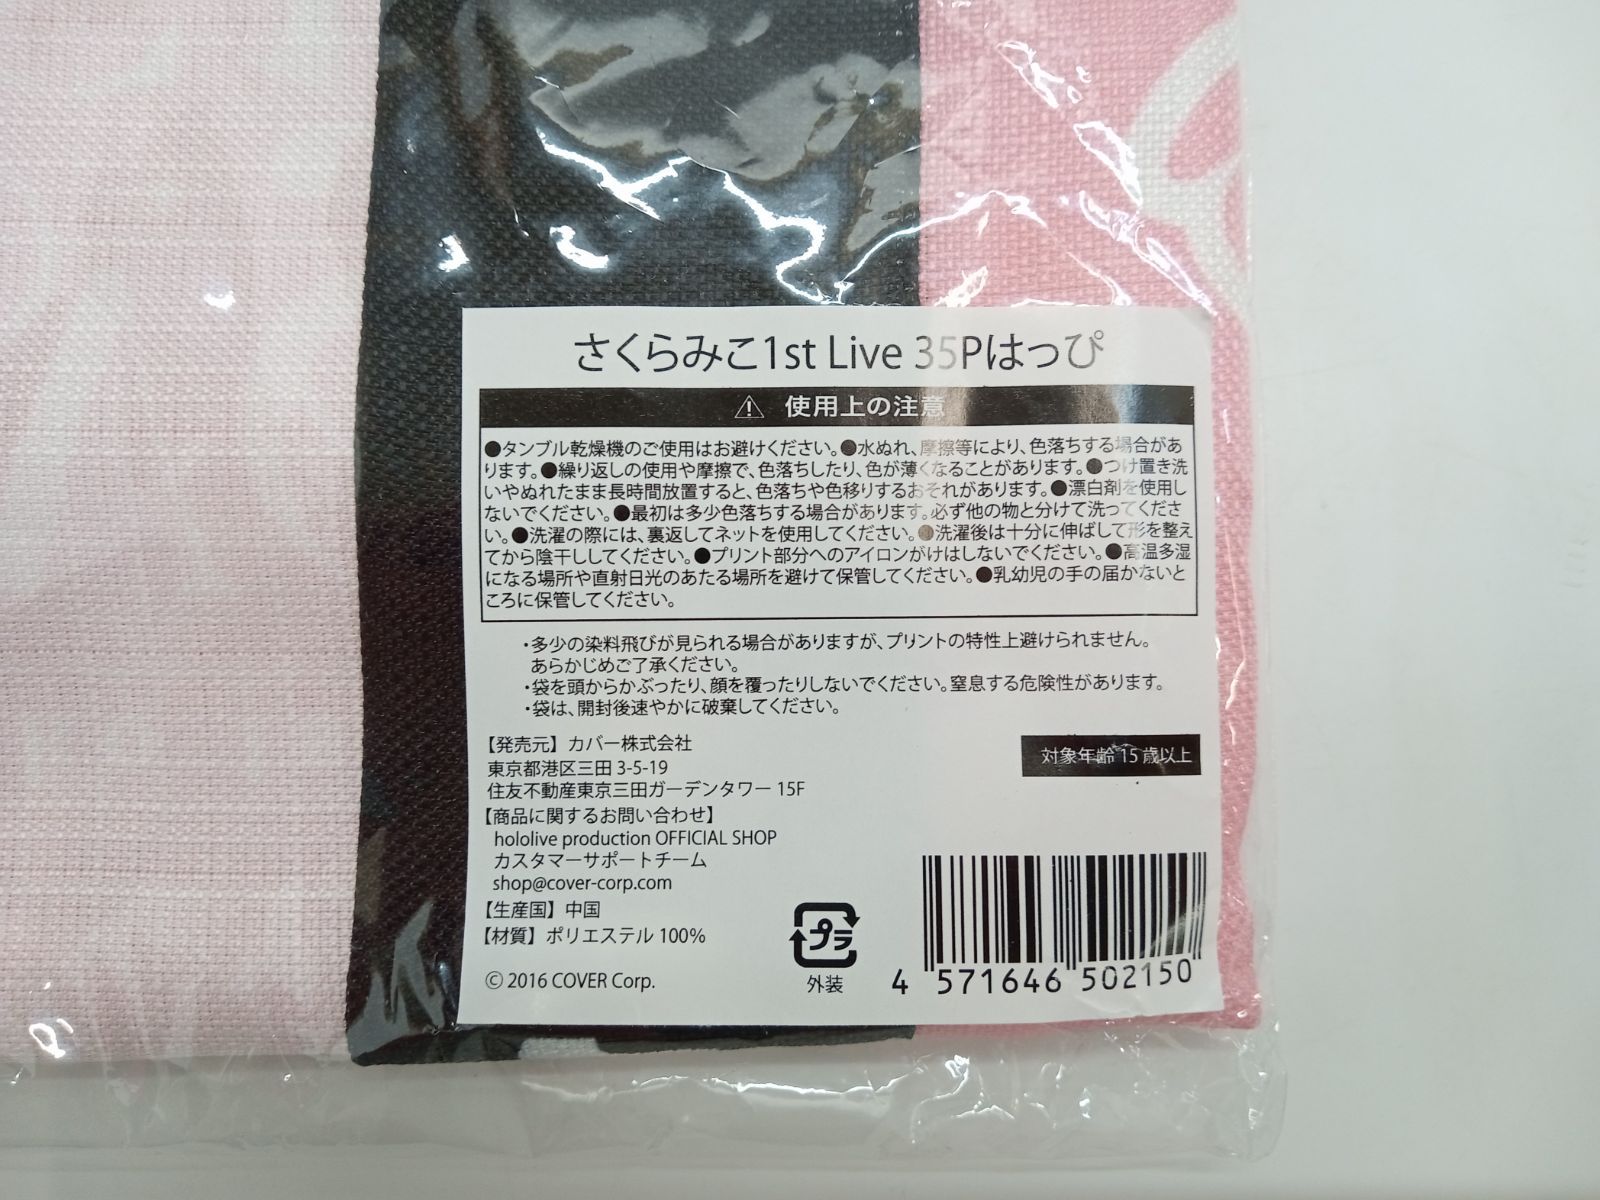 さくらみこ1st Live 35Pはっぴ
⚠ 使用上の注意
●タンブル乾燥機のご使用はお避けください。●水ぬれ、摩擦等により、色落ちする場合があ
ります。●繰り返しの使用や摩擦で、色落ちしたり、色が薄くなることがあります。●つけ置き洗
いやぬれたまま長時間放置すると、色落ちや色移りするおそれがあります。●漂白剤を使用し
ないでください。●最初は多少色落ちする場合があります。必ず他の物と分けて洗ってくださ
い。●洗濯の際には、裏返してネットを使用してください。●洗濯後は十分に伸ばして形を整え
てから陰干ししてください。●プリント部分へのアイロンがけはしないでください。●高温多湿
になる場所や直射日光のあたる場所を避けて保管してください。●乳幼児の手の届かないと
ころに保管してください。
・多少の染料飛びが見られる場合がありますが、プリントの特性上避けられません。
あらかじめご了承ください。
・袋を頭からかぶったり、顔を覆ったりしないでください。窒息する危険性があります。
・袋は、開封後速やかに破棄してください。
【発売元】カバー株式会社
東京都港区三田 3-5-19
住友不動産東京三田ガーデンタワー 15F
対象年齢 15 歳以上
【商品に関するお問い合わせ】
hololive production OFFICIAL SHOP
カスタマーサポートチーム
shop@cover-corp.com
【生産国】中国
【材質】ポリエステル 100%
© 2016 COVER Corp.
プラ
外装
4 571646 502150